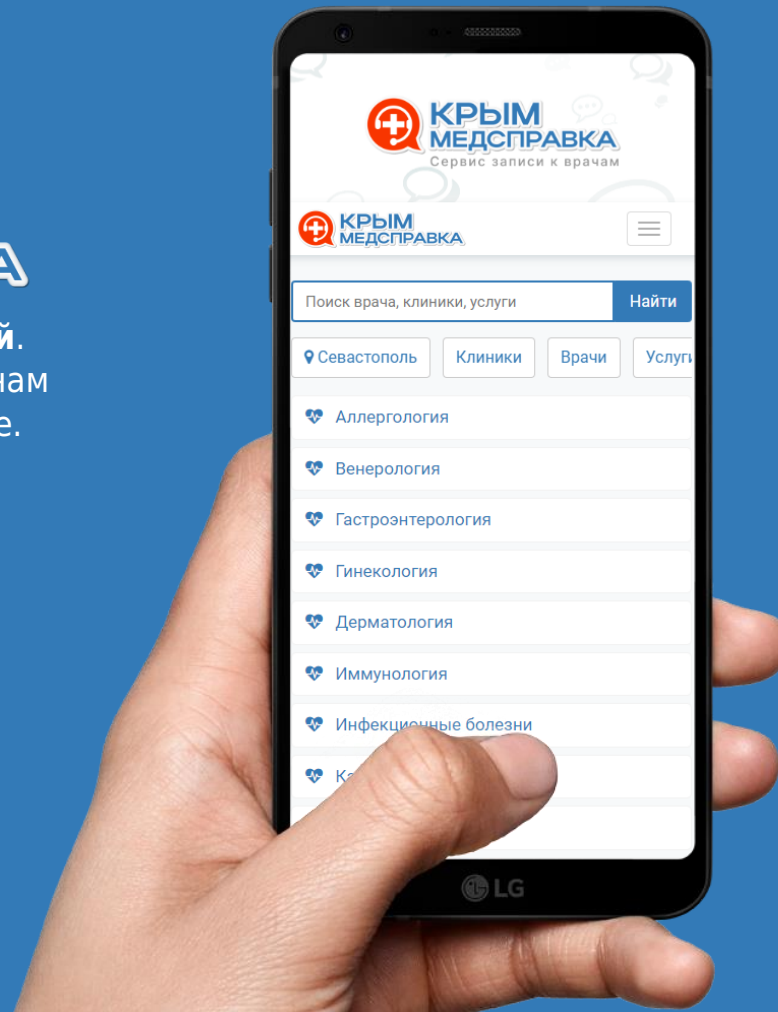 КРЫМ
МЕДСПРАВКА
Сервис записи к врачам
КРЫМ
МЕДСПРАВКА
Поиск врача, клиники, услуги Найти
Севастополь Клиники Врачи
Аллергология
Венерология
Гастроэнтерология
Гинекология
Дерматология
Иммунология
Инфекционные болезни
LG